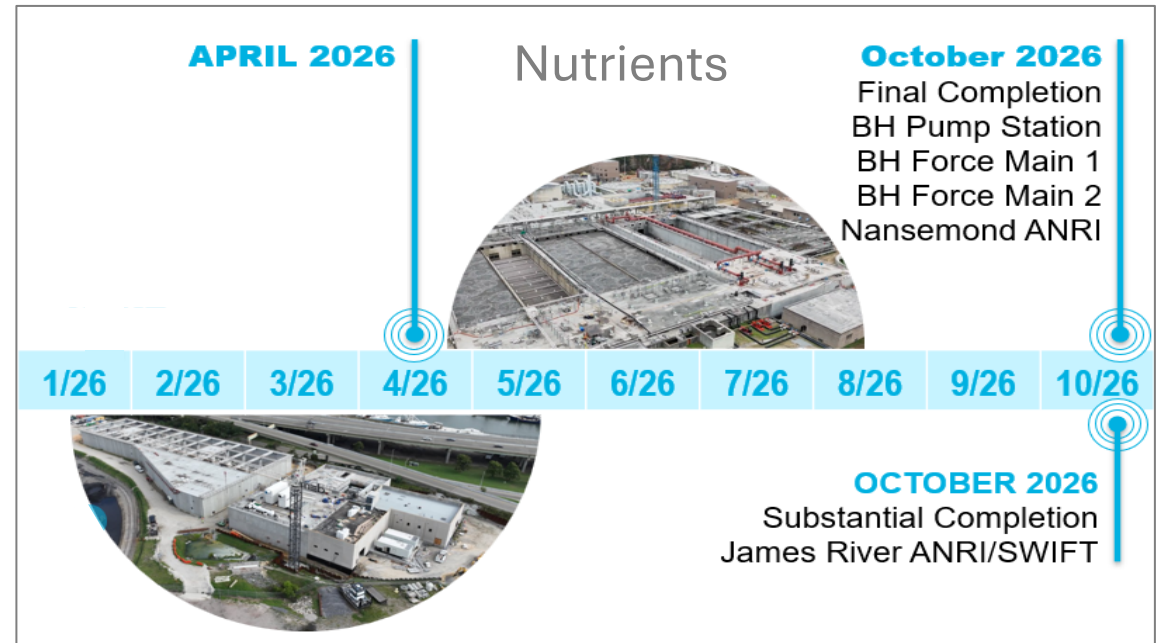 APRIL 2026
Nutrients
October 2026
Final Completion
BH Pump Station
BH Force Main 1
BH Force Main 2
Nansemond ANRI
1/26 2/26 3/26 4/26 5/26 6/26 7/26 8/26 9/26 10/26
OCTOBER 2026
Substantial Completion
James River ANRI/SWIFT